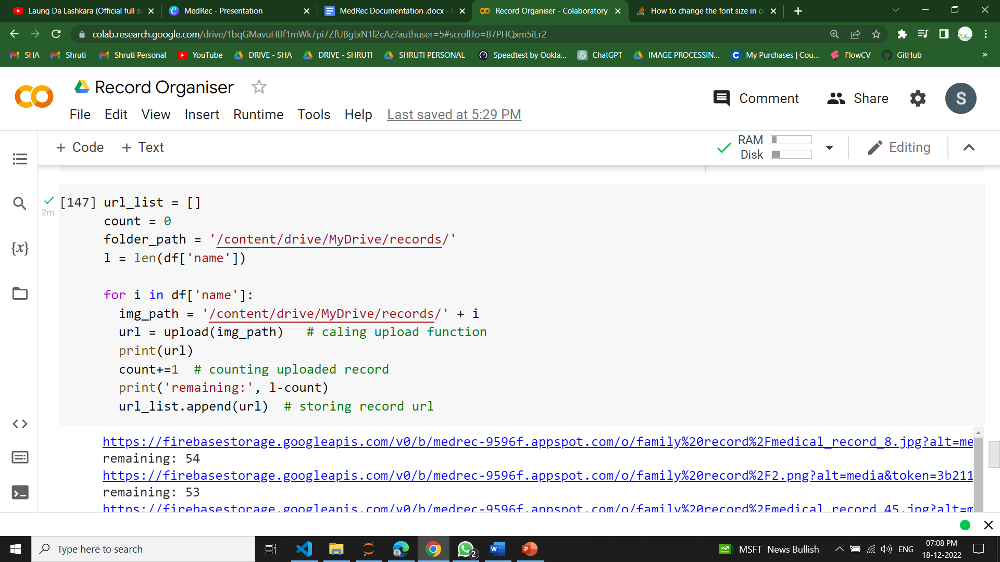 Laung Da Lashkara (Official full s
MedRec - Presentation
MedRec Documentation .docx -
Record Organiser - Colaboratory
How to change the font size in c
colab.research.google.com/drive/1bqGMavuHBf1mWk7pi7ZfUBgtxN1l2cAz?authuser=5#scrollTo=B7PHQxm5iEr2
SHA
Shruti
Shruti Personal
YouTube
DRIVE - SHA
DRIVE - SHRUTI
SHRUTI PERSONAL
Speedtest by Ookla...
ChatGPT
IMAGE PROCESSIN...
My Purchases | Cou...
FlowCV
GitHub
»
Record Organiser
Comment
Share
S
File Edit View Insert Runtime Tools Help Last saved at 5:29 PM
+ Code + Text
RAM
Disk
Editing
[147] url_list = []
2m
count = 0
folder_path = '/content/drive/MyDrive/records/'
l = len(df['name'])
for i in df['name']:
img_path = '/content/drive/MyDrive/records/' + i
url = upload(img_path)   # caling upload function
print(url)
count+=1  # counting uploaded record
print('remaining:', l-count)
url_list.append(url)  # storing record url
{x}
https://firebasestorage.googleapis.com/v0/b/medrec-9596f.appspot.com/o/family%20record%2Fmedical_record_8.jpg?alt=me
remaining: 54
https://firebasestorage.googleapis.com/v0/b/medrec-9596f.appspot.com/o/family%20record%2F2.png?alt=media&token=3b211
remaining: 53
https://firebasestorage.googleapis.com/v0/b/medrec-9596f.appspot.com/o/family%20record%2Fmedical_record_45.jpg?alt=m
Type here to search
2
MSFT News Bullish
ENG
07:08 PM
18-12-2022